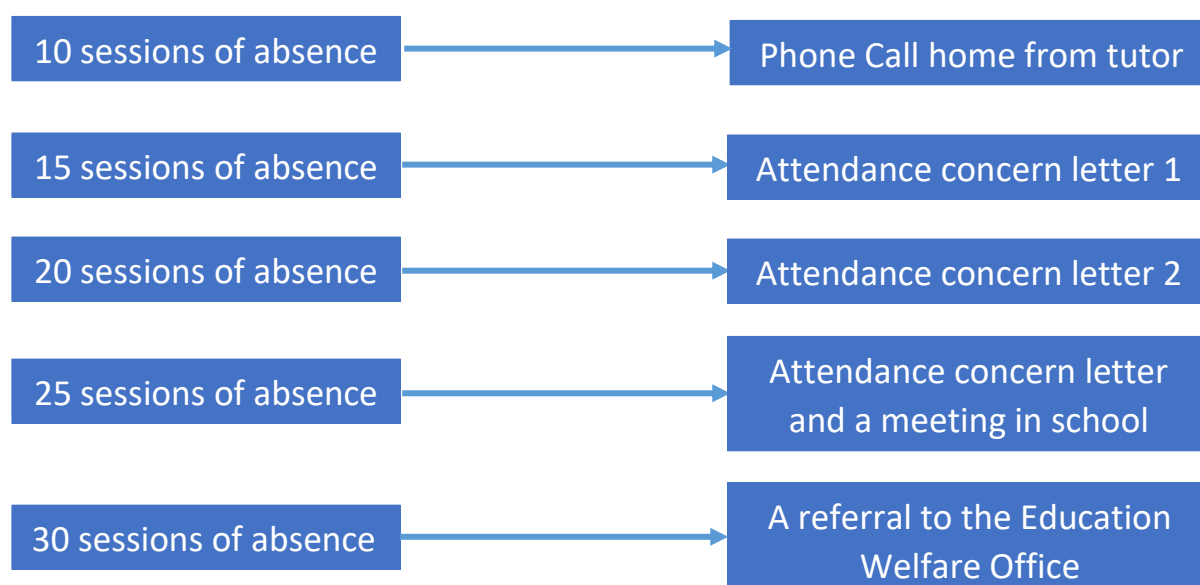 10 sessions of absence
Phone Call home from tutor
15 sessions of absence
Attendance concern letter 1
20 sessions of absence
Attendance concern letter 2
25 sessions of absence
Attendance concern letter
and a meeting in school
30 sessions of absence
A referral to the Education
Welfare Office